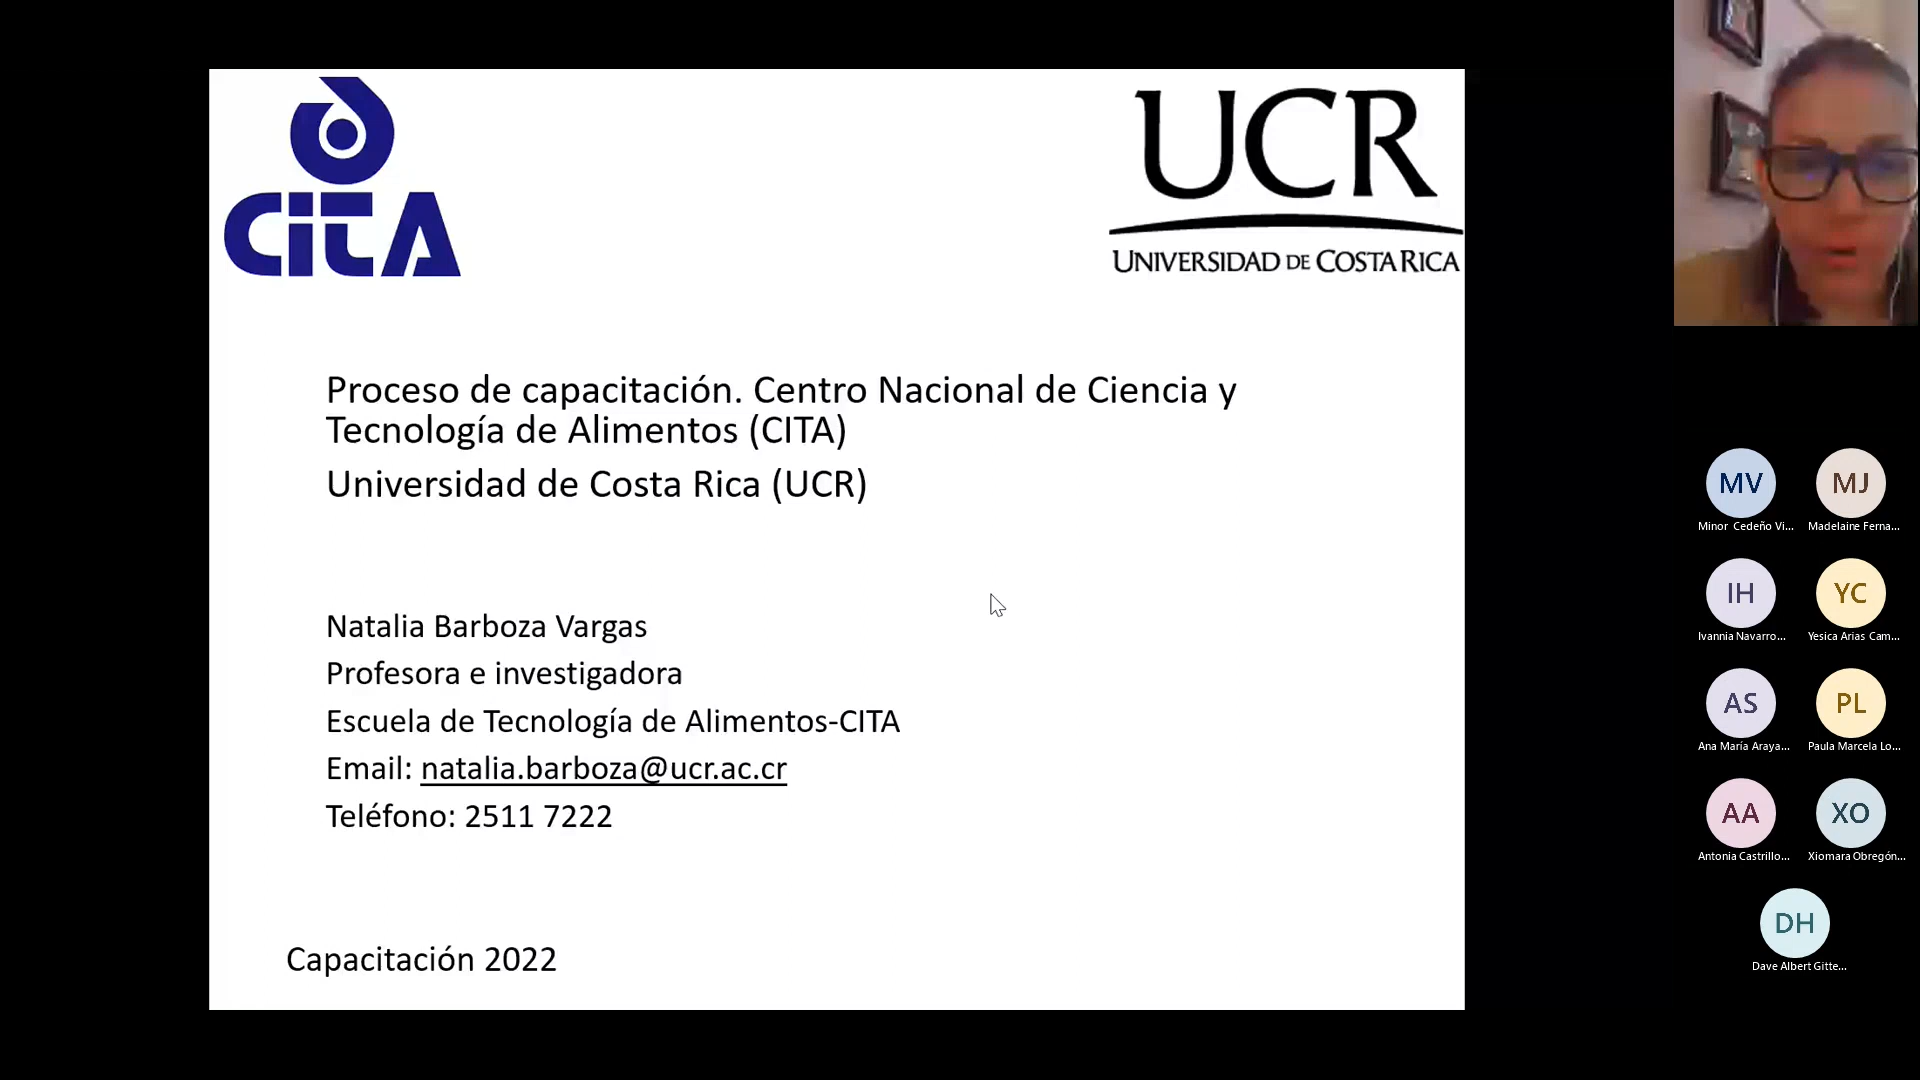 CITA
UCR
UNIVERSIDAD DE COSTA RICA
Proceso de capacitación. Centro Nacional de Ciencia y
Tecnología de Alimentos (CITA)
Universidad de Costa Rica (UCR)
Natalia Barboza Vargas
Profesora e investigadora
Escuela de Tecnología de Alimentos-CITA
Email: natalia.barboza@ucr.ac.cr
Teléfono: 2511 7222
Capacitación 2022
MV
MJ
Minor Cedeño Vi...
Madelaine Ferna...
IH
YC
Ivannia Navarro...
Yesica Arias Cam...
AS
PL
Ana María Araya...
Paula Marcela Lo...
AA
XO
Antonia Castrillo...
Xiomara Obregón...
DH
Dave Albert Gitte...